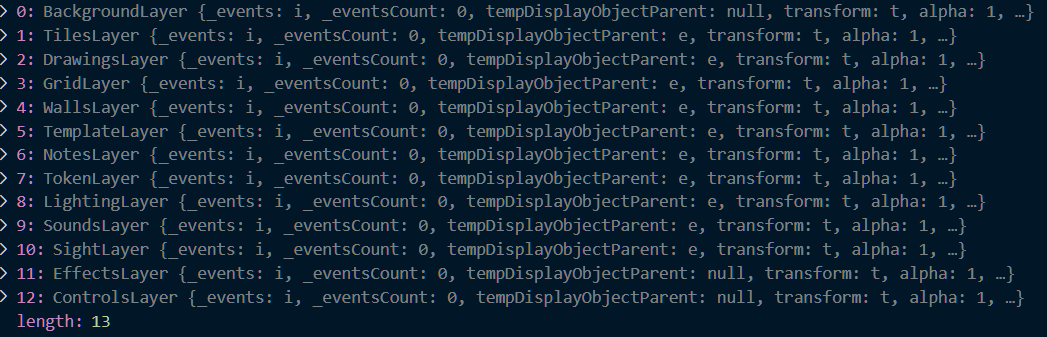 > 0: BackgroundLayer {_events: i, _eventsCount: 0, tempDisplayObjectParent: null, transform: t, alpha: 1, …}
> 1: TilesLayer {_events: i, _eventsCount: 0, tempDisplayObjectParent: e, transform: t, alpha: 1, …}
> 2: DrawingsLayer {_events: i, _eventsCount: 0, tempDisplayObjectParent: e, transform: t, alpha: 1, …}
> 3: GridLayer {_events: i, _eventsCount: 0, tempDisplayObjectParent: e, transform: t, alpha: 1, …}
> 4: WallsLayer {_events: i, _eventsCount: 0, tempDisplayObjectParent: e, transform: t, alpha: 1, …}
> 5: TemplateLayer {_events: i, _eventsCount: 0, tempDisplayObjectParent: e, transform: t, alpha: 1, …}
> 6: NotesLayer {_events: i, _eventsCount: 0, tempDisplayObjectParent: e, transform: t, alpha: 1, …}
> 7: TokenLayer {_events: i, _eventsCount: 0, tempDisplayObjectParent: e, transform: t, alpha: 1, …}
> 8: LightingLayer {_events: i, _eventsCount: 0, tempDisplayObjectParent: e, transform: t, alpha: 1, …}
> 9: SoundsLayer {_events: i, _eventsCount: 0, tempDisplayObjectParent: e, transform: t, alpha: 1, …}
> 10: SightLayer {_events: i, _eventsCount: 0, tempDisplayObjectParent: e, transform: t, alpha: 1, …}
> 11: EffectsLayer {_events: i, _eventsCount: 0, tempDisplayObjectParent: null, transform: t, alpha: 1, …}
> 12: ControlsLayer {_events: i, _eventsCount: 0, tempDisplayObjectParent: null, transform: t, alpha: 1, …}
length: 13